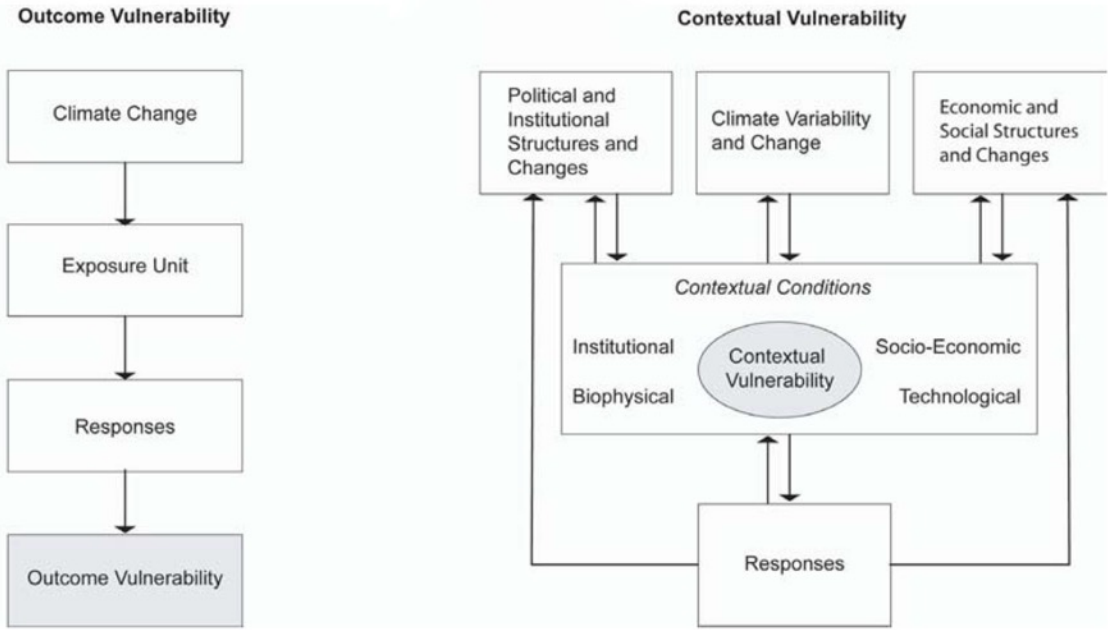 Outcome Vulnerability
Climate Change
Exposure Unit
Responses
Outcome Vulnerability
Contextual Vulnerability
Political and
Institutional
Structures and
Changes
Climate Variability
and Change
Economic and
Social Structures
and Changes
Contextual Conditions
Institutional
Biophysical
Contextual
Vulnerability
Socio-Economic
Technological
Responses